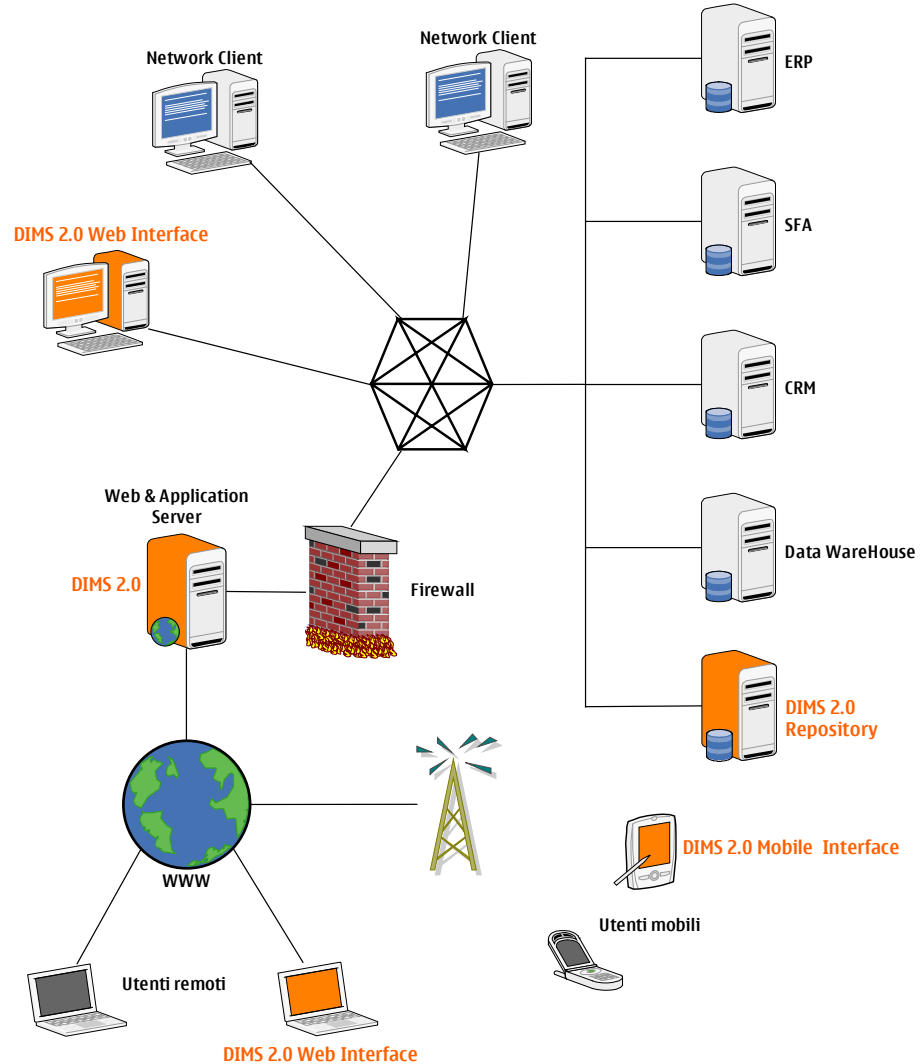 Network Client
Network Client
ERP
SFA
DIMS 2.0 Web Interface
CRM
Web & Application
Server
DIMS 2.0
Firewall
Data WareHouse
DIMS 2.0
Repository
WWW
DIMS 2.0 Mobile Interface
Utenti mobili
Utenti remoti
DIMS 2.0 Web Interface